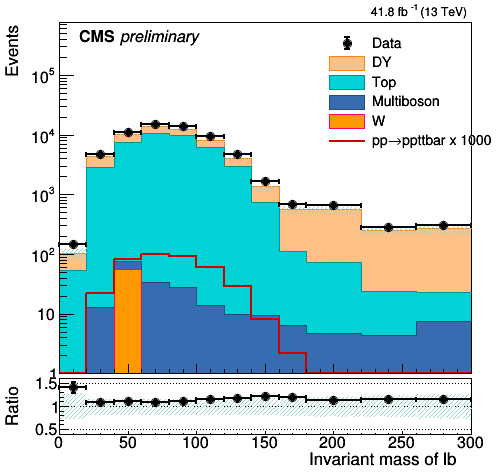 41.8 fb⁻¹ (13 TeV)
CMS preliminary
Events
Data
DY
Top
Multiboson
W
pp→ppttbar x 1000
10⁵
10⁴
10³
10²
10
1
Ratio
1.5
1
0.5
0 50 100 150 200 250 300
Invariant mass of lb